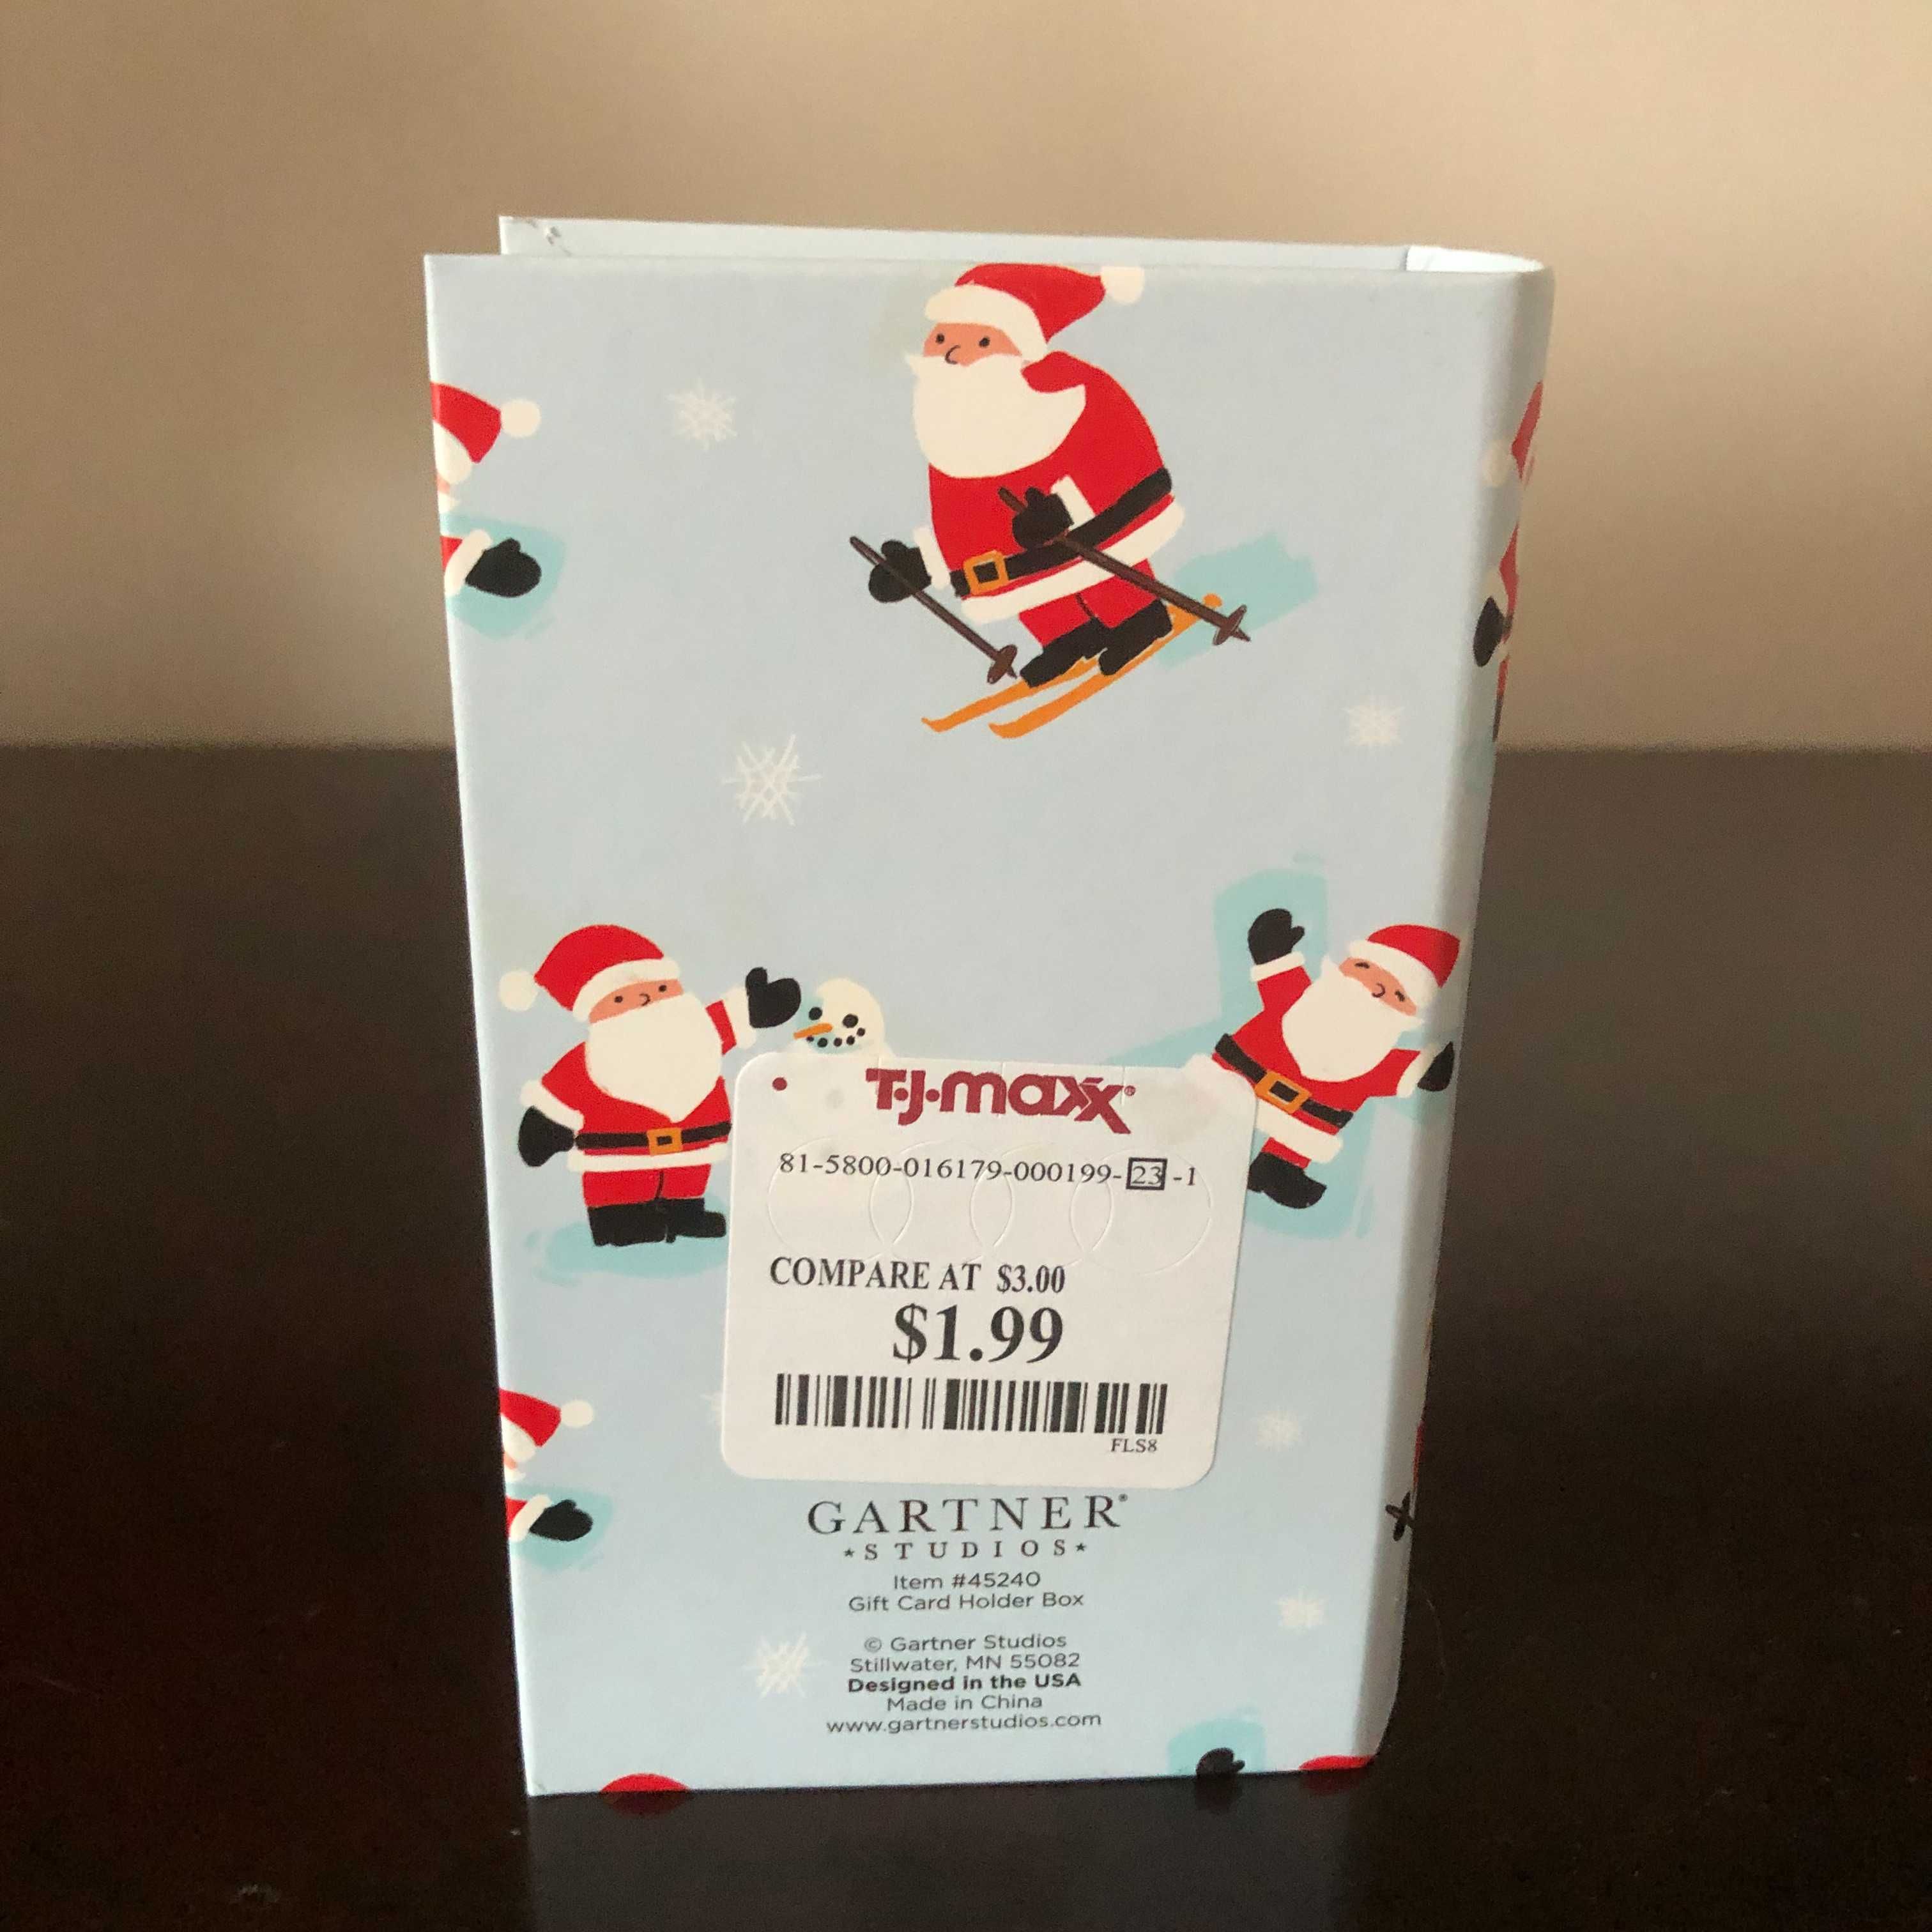 T·J·maxx®
81-5800-016179-000199-23-1
COMPARE AT $3.00
$1.99
FLS8
GARTNER®
★STUDIOS★
Item #45240
Gift Card Holder Box
© Gartner Studios
Stillwater, MN 55082
Designed in the USA
Made in China
www.gartnerstudios.com